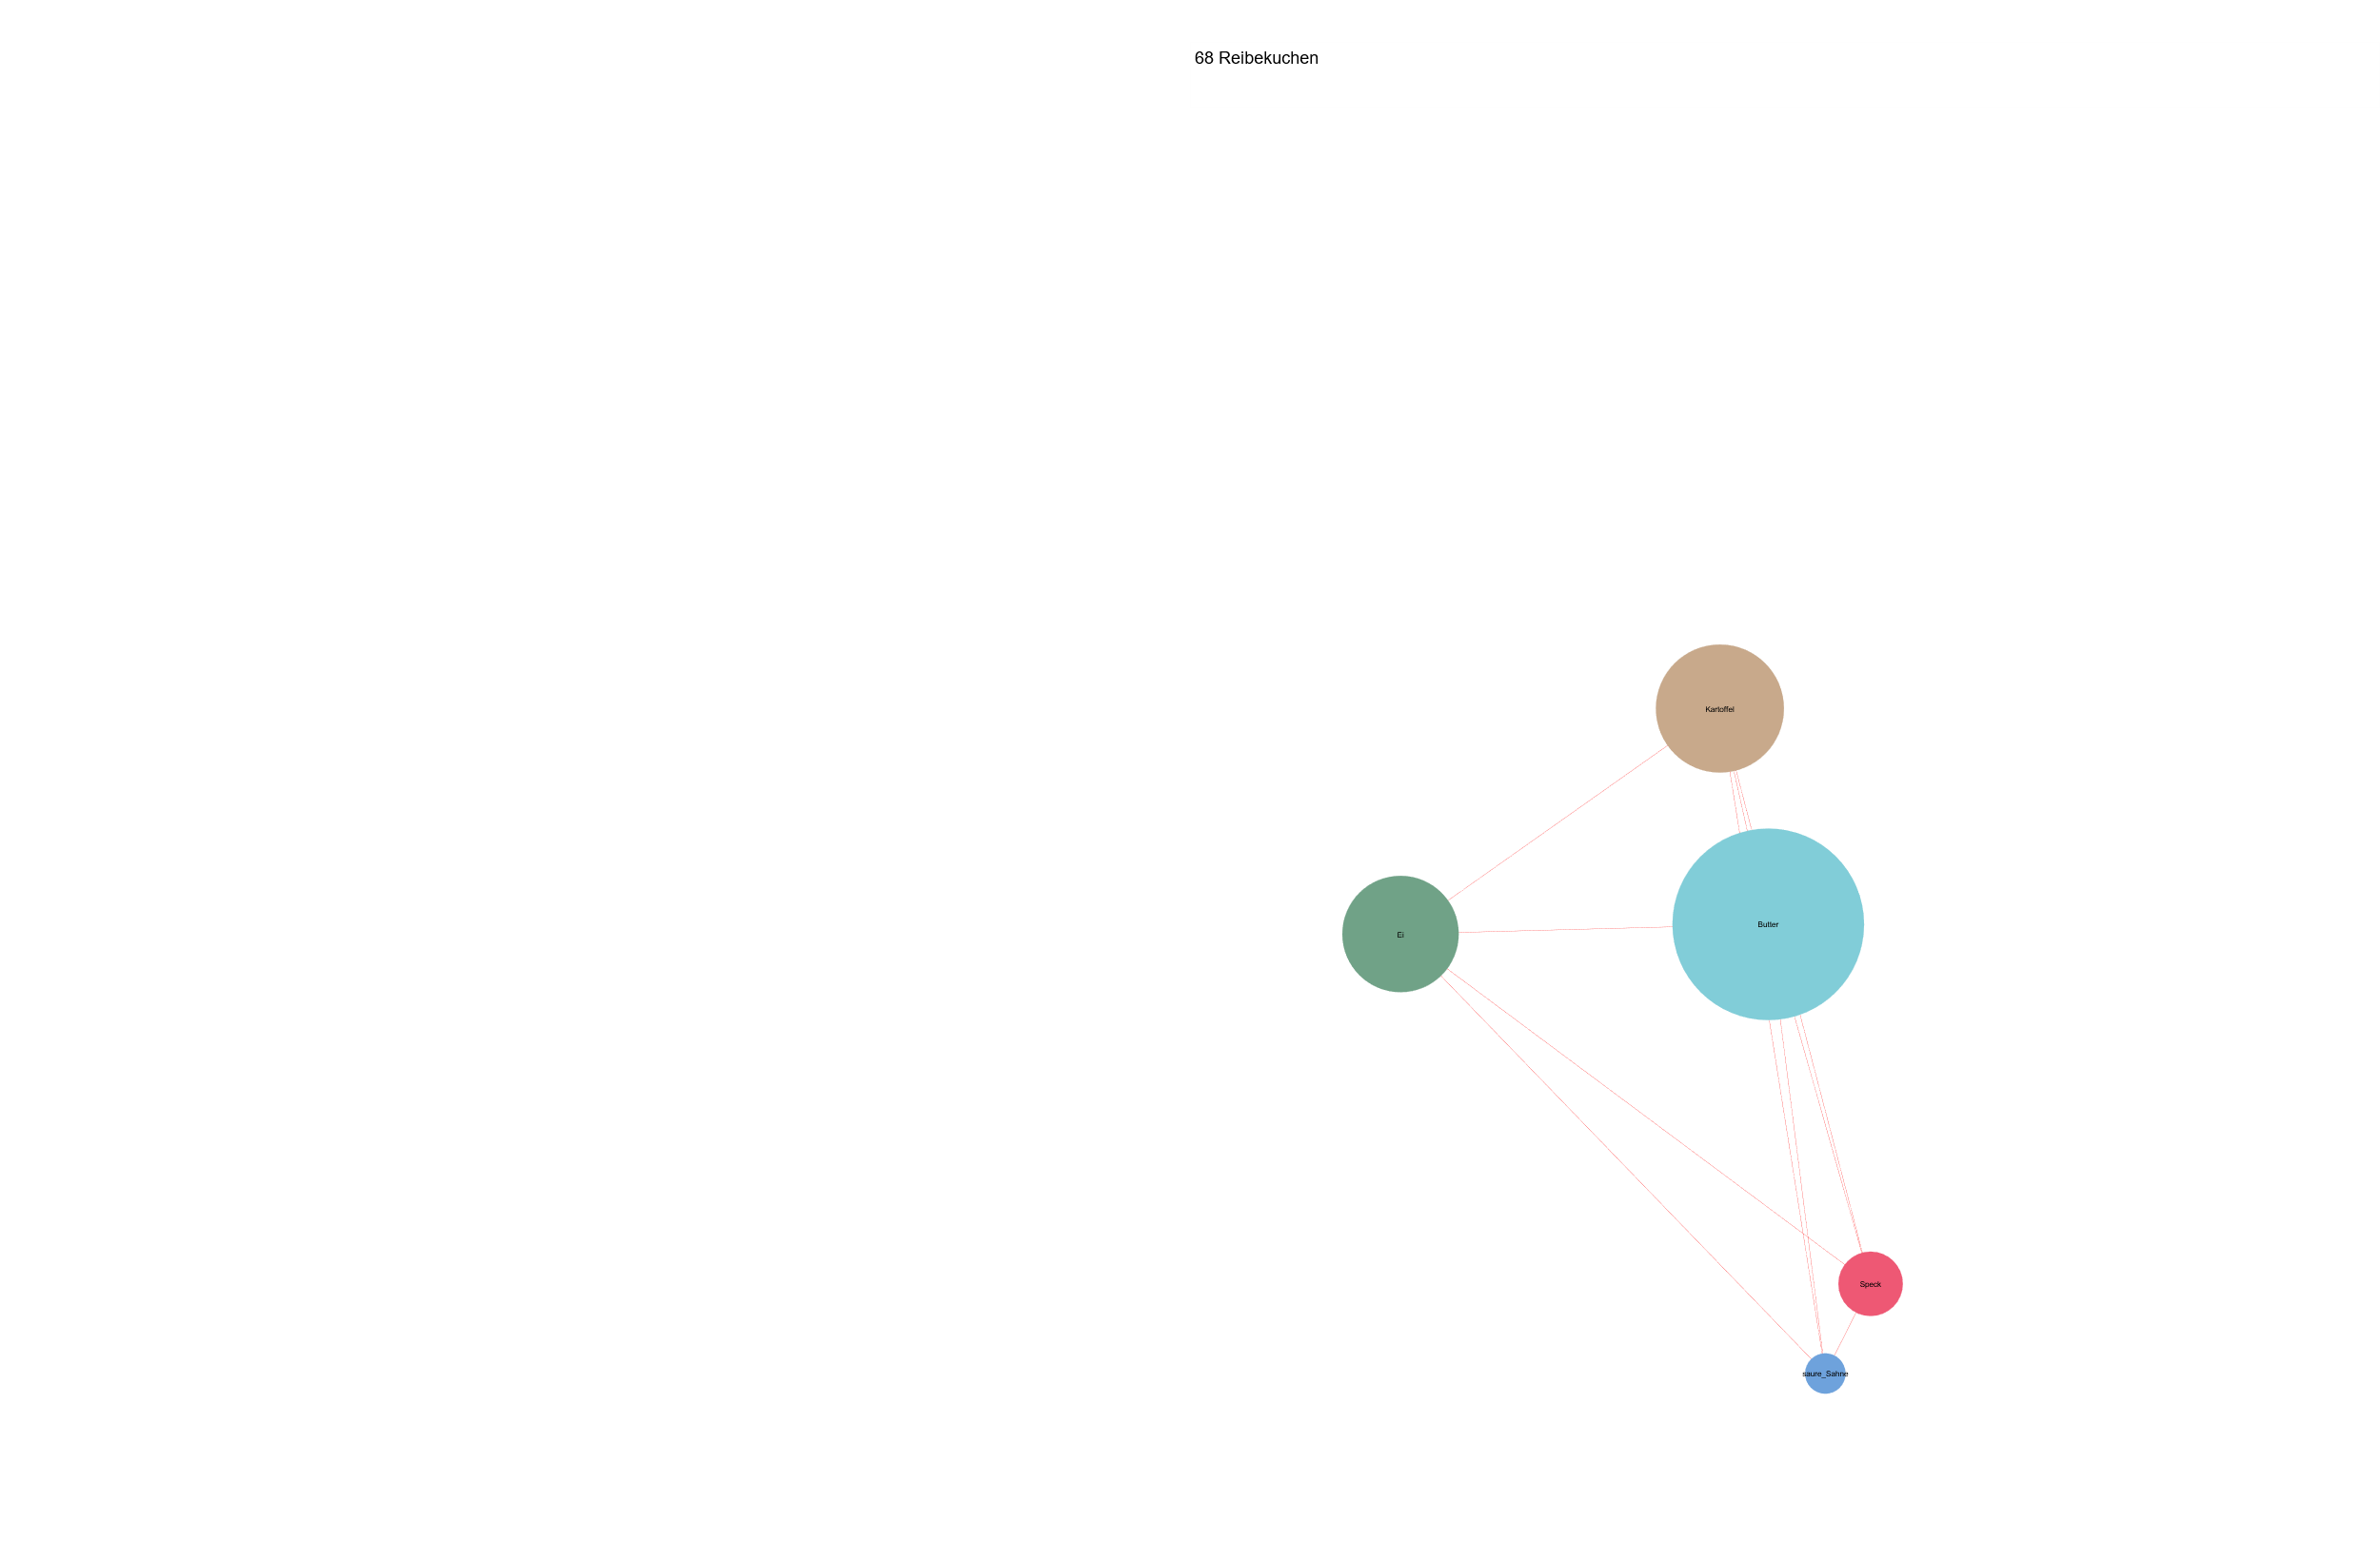 68 Reibekuchen
Kartoffel
Butter
Ei
Speck
saure_Sahne